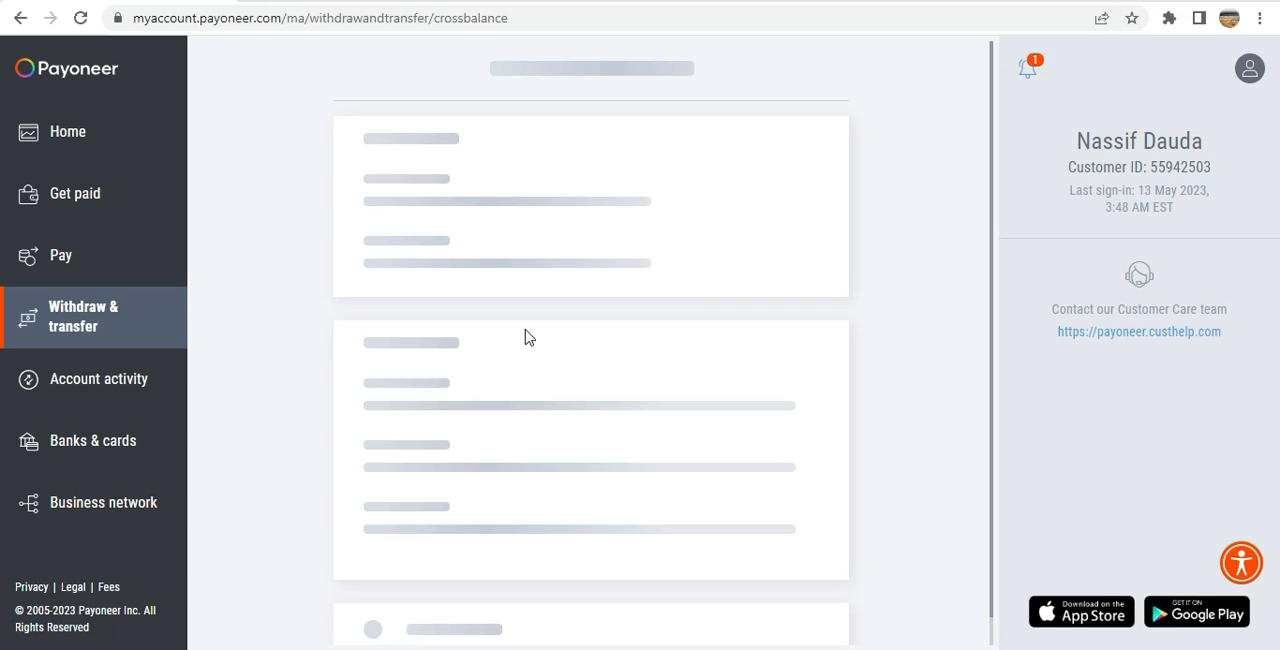 myaccount.payoneer.com/ma/withdrawandtransfer/crossbalance
Payoneer
Home
Get paid
Pay
Withdraw &
transfer
Account activity
Banks & cards
Business network
Privacy | Legal | Fees
© 2005-2023 Payoneer Inc. All
Rights Reserved
1
Nassif Dauda
Customer ID: 55942503
Last sign-in: 13 May 2023,
3:48 AM EST
Contact our Customer Care team
https://payoneer.custhelp.com
Download on the
App Store
GET IT ON
Google Play